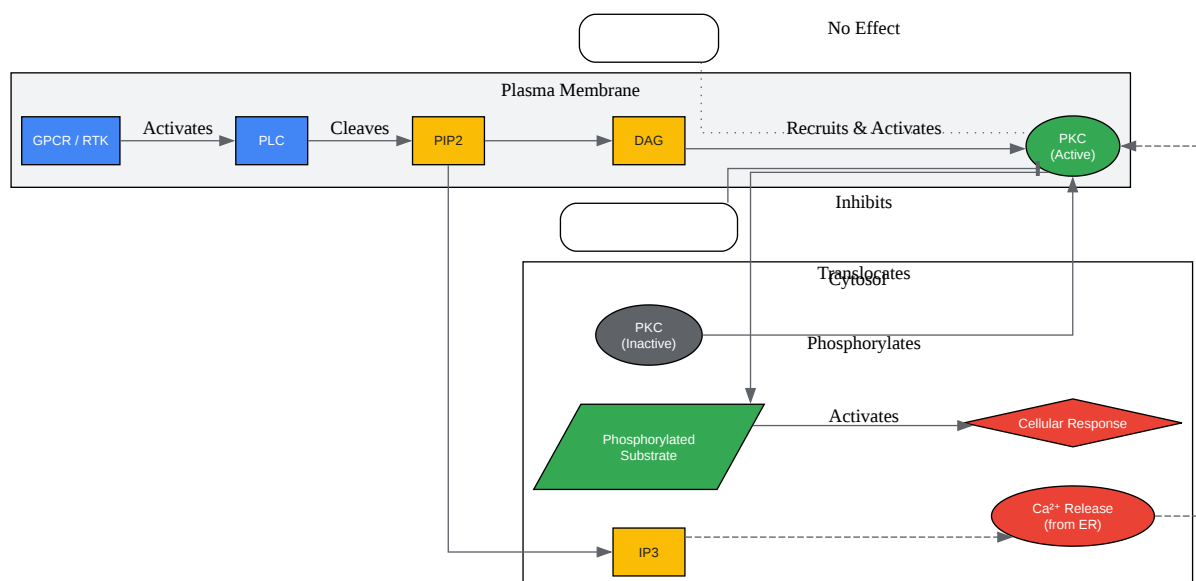 No Effect
Plasma Membrane
GPCR / RTK
Activates
PLC
Cleaves
PIP2
DAG
Recruits & Activates
PKC
(Active)
Inhibits
Translocates
Cytosol
PKC
(Inactive)
Phosphorylates
Phosphorylated
Substrate
Activates
Cellular Response
Ca²⁺ Release
(from ER)
IP3